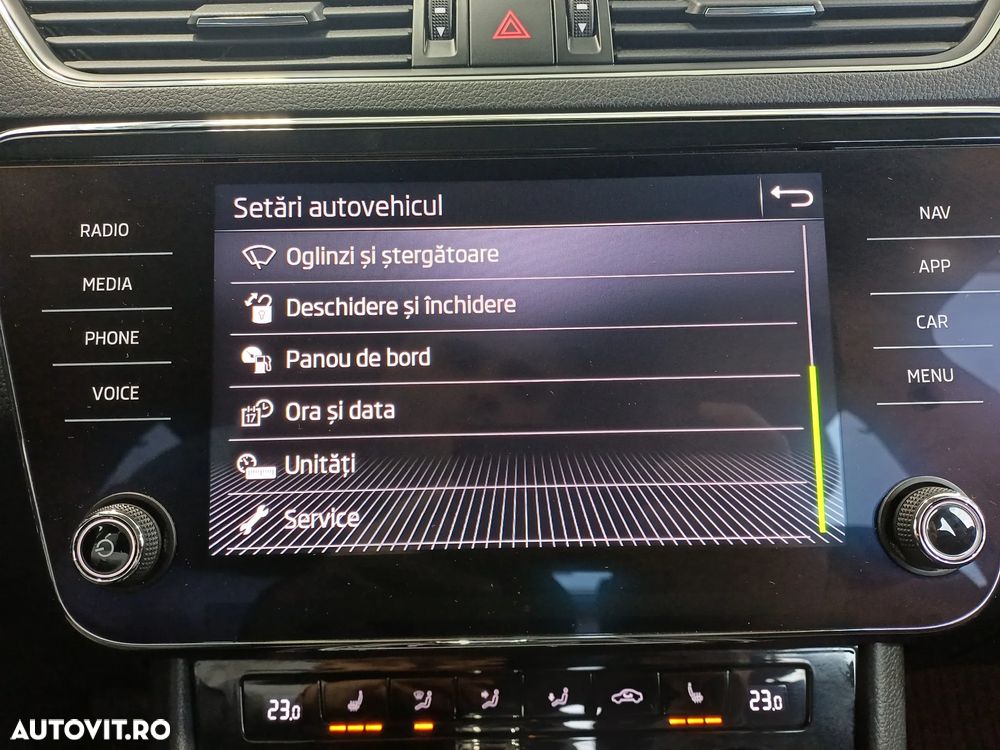 Setări autovehicul
RADIO
MEDIA
PHONE
VOICE
Oglinzi și ștergătoare
Deschidere și închidere
Panou de bord
17
Ora și data
Unități
Service
NAV
APP
CAR
MENU
23.0
23.0
AUTOVIT.RO